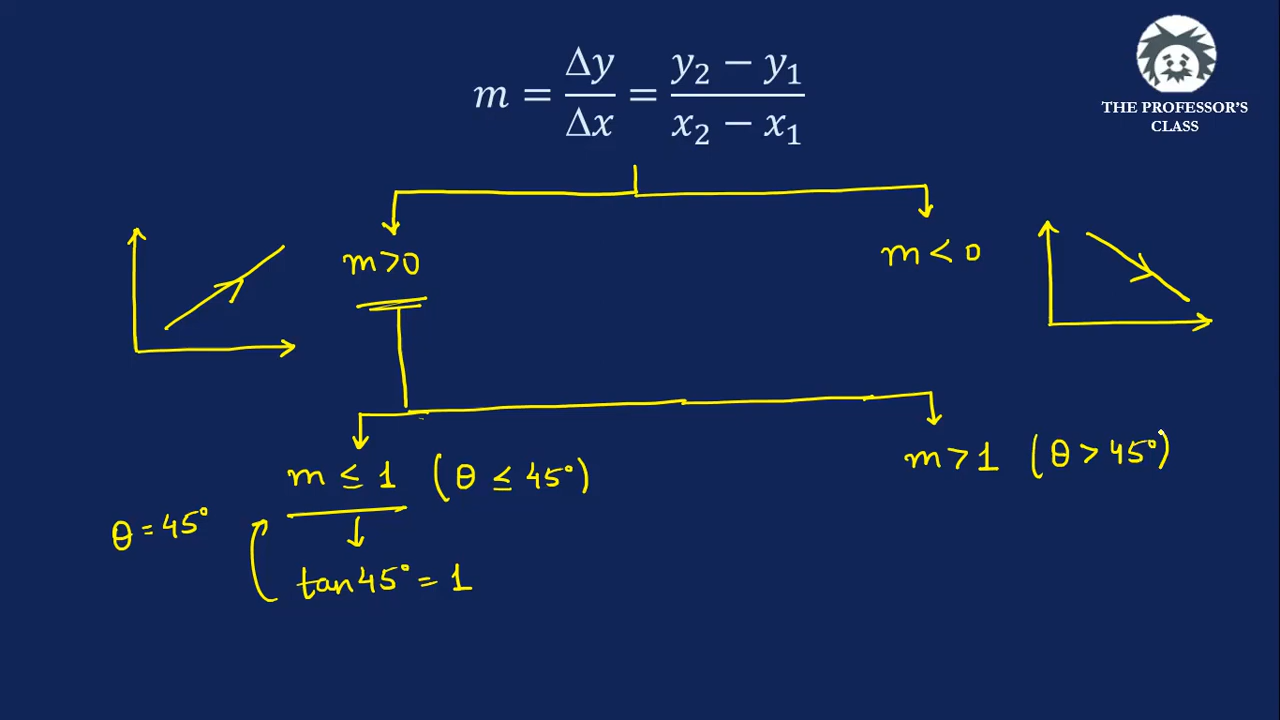 m = Δy/Δx = (y₂ − y₁)/(x₂ − x₁)
THE PROFESSOR'S
CLASS
m>0
m < 0
m ≤ 1 (θ ≤ 45°)
m > 1 (θ > 45°)
θ = 45°
tan45° = 1